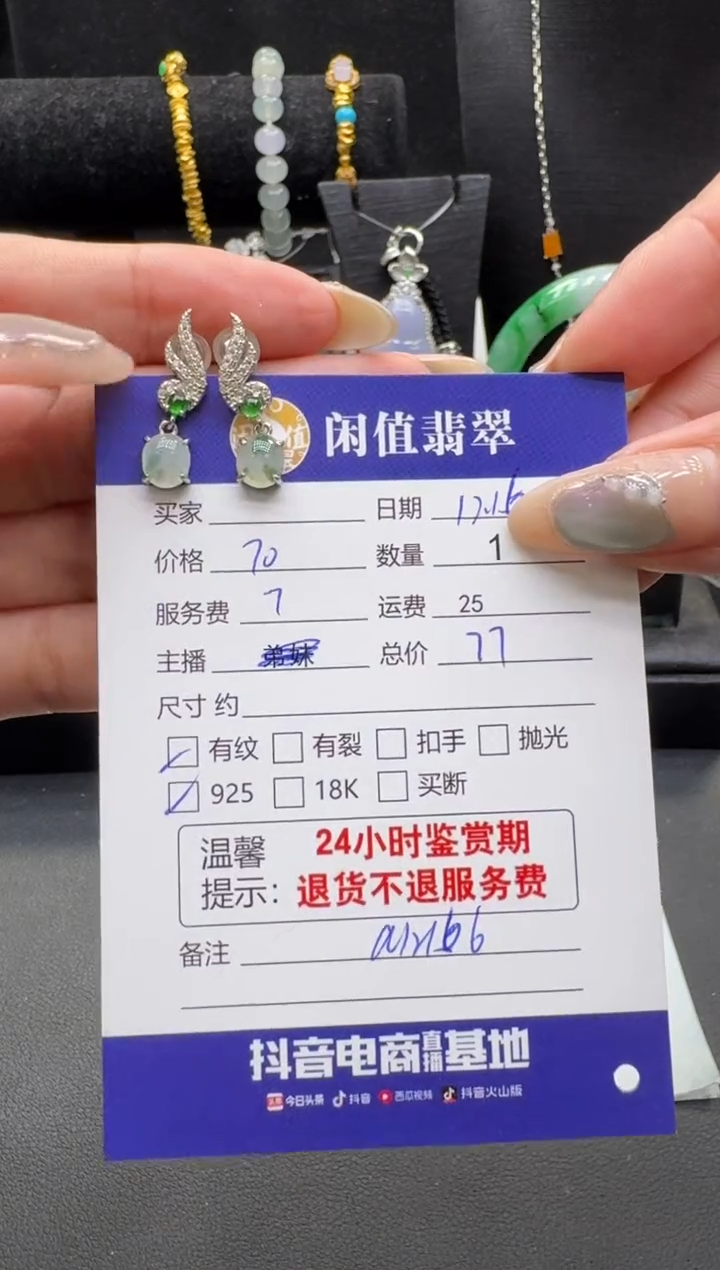 闲值翡翠
买家 日期 12.16
价格 70 数量 1
服务费 7 运费 25
主播 弟妹 总价 77
尺寸 约
有纹 有裂 扣手 抛光
925 18K 买断
温馨 24小时鉴赏期
提示： 退货不退服务费
备注
抖音电商直播基地
头条 今日头条 抖音 西瓜视频 抖音火山版